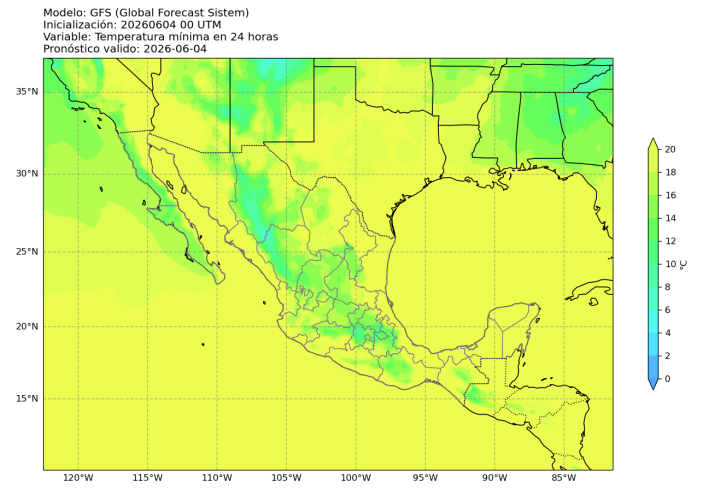 Modelo: GFS (Global Forecast Sistem)
Inicialización: 20260604 00 UTM
Variable: Temperatura mínima en 24 horas
Pronóstico valido: 2026-06-04
35°N
30°N
25°N
20°N
15°N
120°W 115°W 110°W 105°W 100°W 95°W 90°W 85°W
20
18
16
14
12
10
8
6
4
2
0
°C